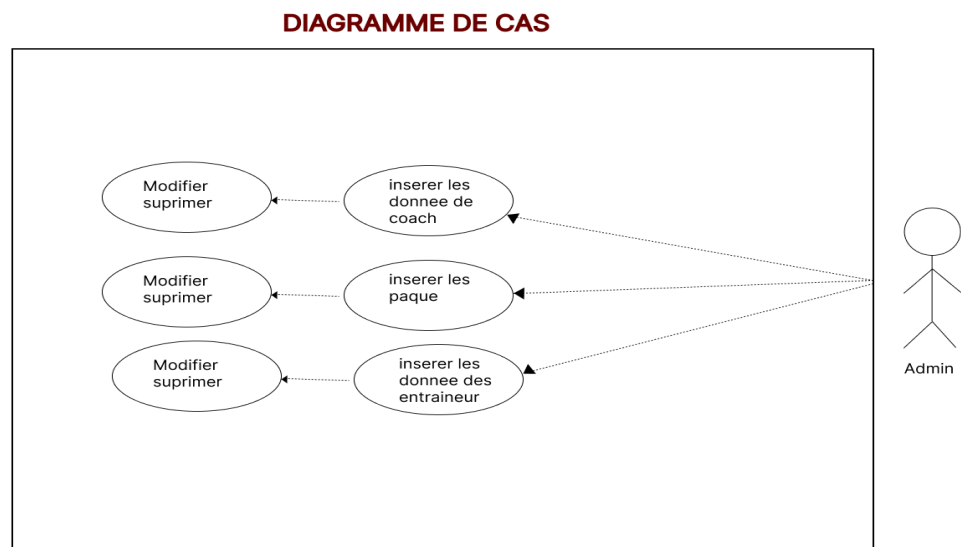 DIAGRAMME DE CAS
Modifier
suprimer
inserer les
donnee de
coach
Modifier
suprimer
inserer les
paque
Modifier
suprimer
inserer les
donnee des
entraineur
Admin